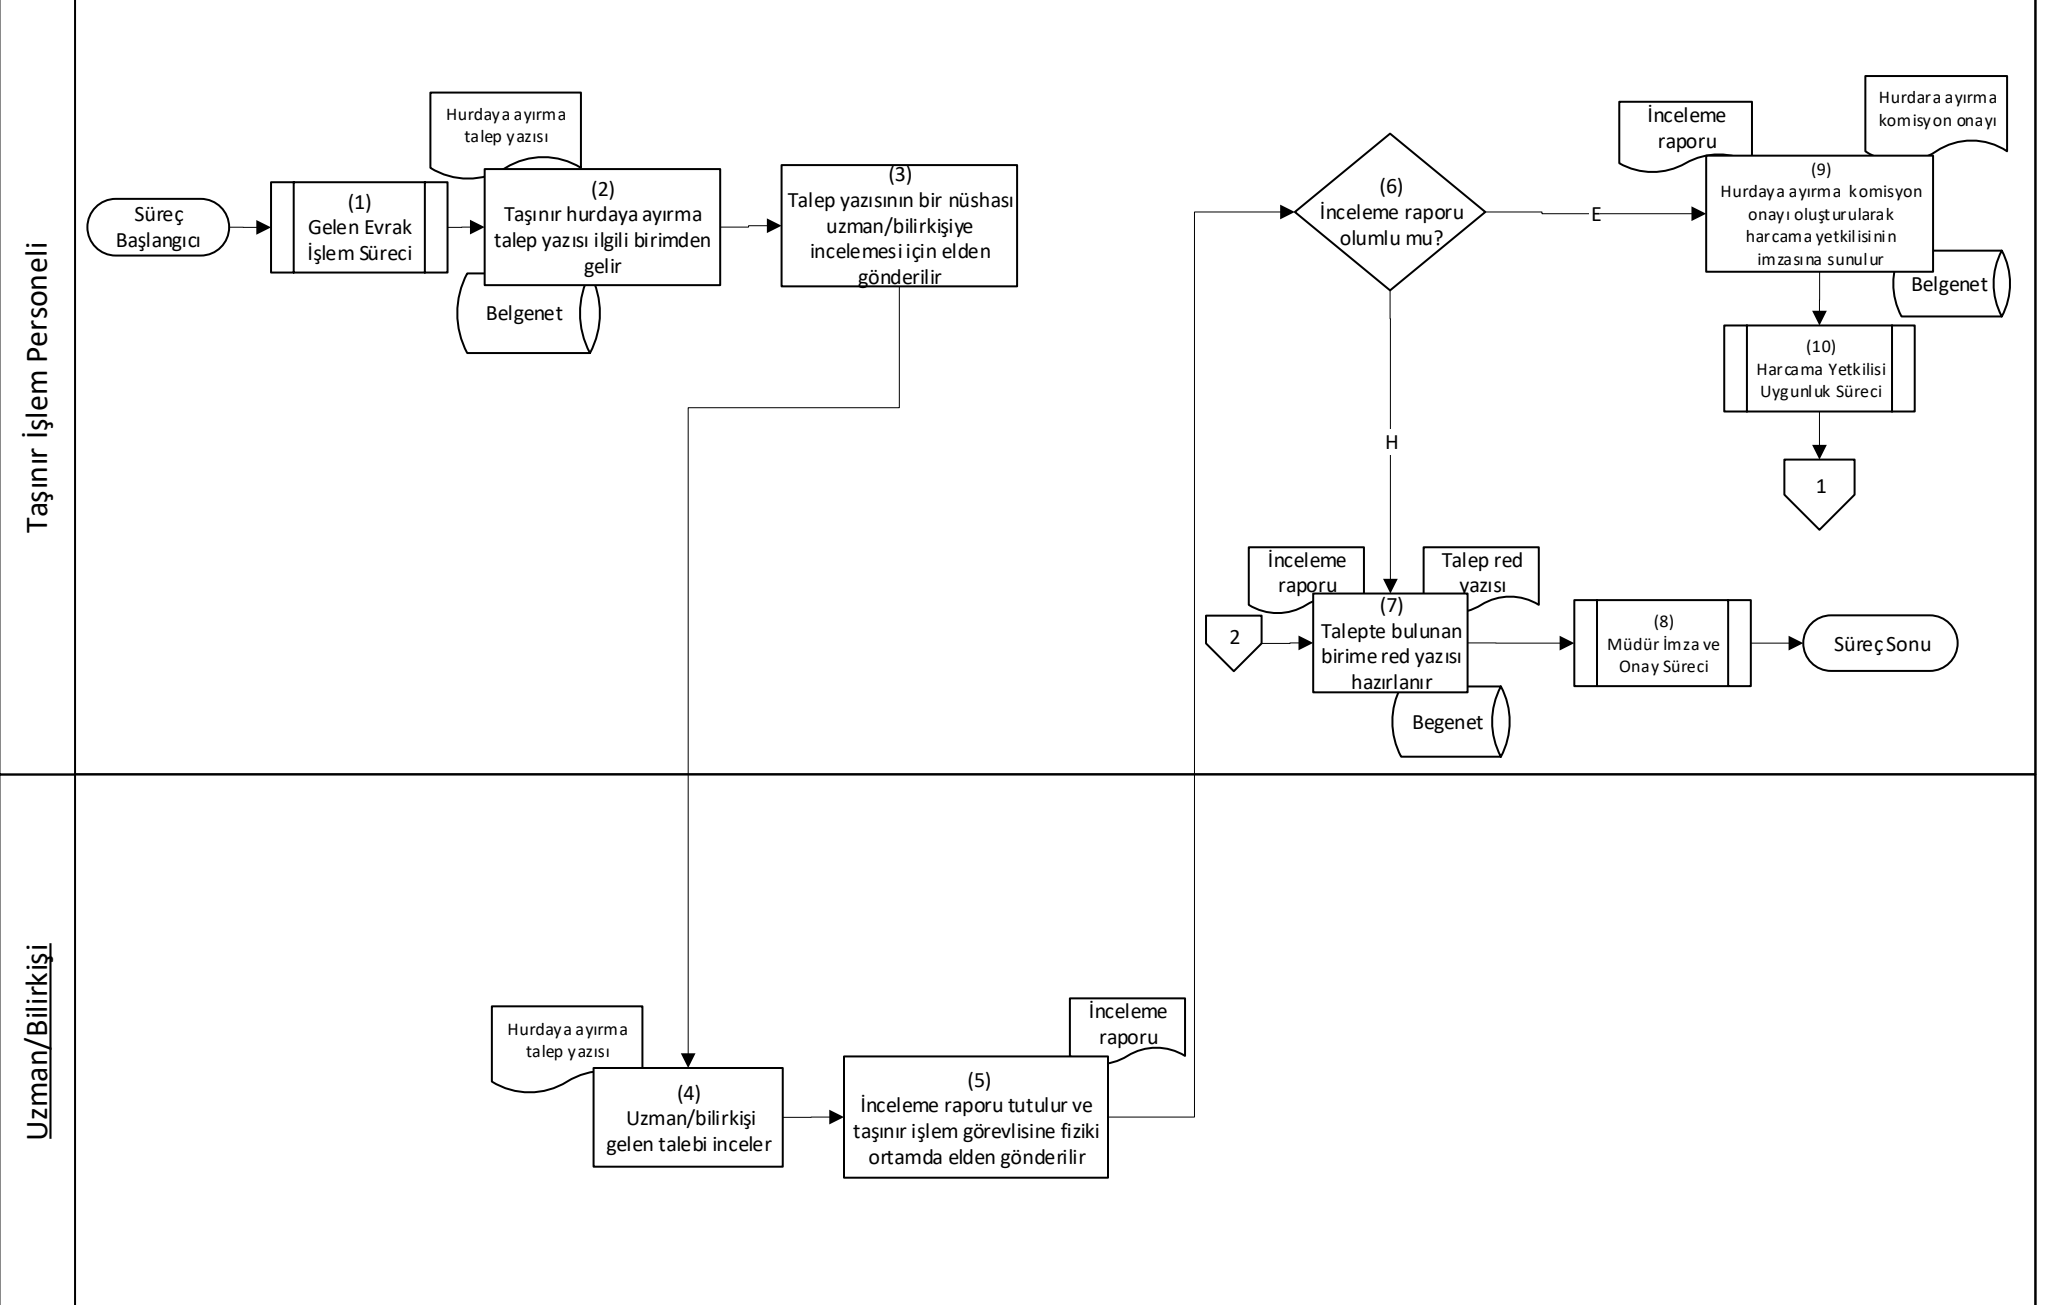 Taşınır İşlem Personeli
Süreç
Başlangıcı
(1)
Gelen Evrak
İşlem Süreci
Hurdaya ayırma
talep yazısı
(2)
Taşınır hurdaya ayırma
talep yazısı ilgili birimden
gelir
Belgenet
(3)
Talep yazısının bir nüshası
uzman/bilirkişiye
incelemesi için elden
gönderilir
(6)
İnceleme raporu
olumlu mu?
E
H
İnceleme
raporu
Hurdara ayırma
komisyon onayı
(9)
Hurdaya ayırma komisyon
onayı oluşturularak
harcama yetkilisinin
imzasına sunulur
Belgenet
(10)
Harcama Yetkilisi
Uygunluk Süreci
1
İnceleme
raporu
Talep red
yazısı
2
(7)
Talepte bulunan
birime red yazısı
hazırlanır
Begenet
(8)
Müdür İmza ve
Onay Süreci
Süreç Sonu
Uzman/Bilirkişi
Hurdaya ayırma
talep yazısı
(4)
Uzman/bilirkişi
gelen talebi inceler
İnceleme
raporu
(5)
İnceleme raporu tutulur ve
taşınır işlem görevlisine fiziki
ortamda elden gönderilir